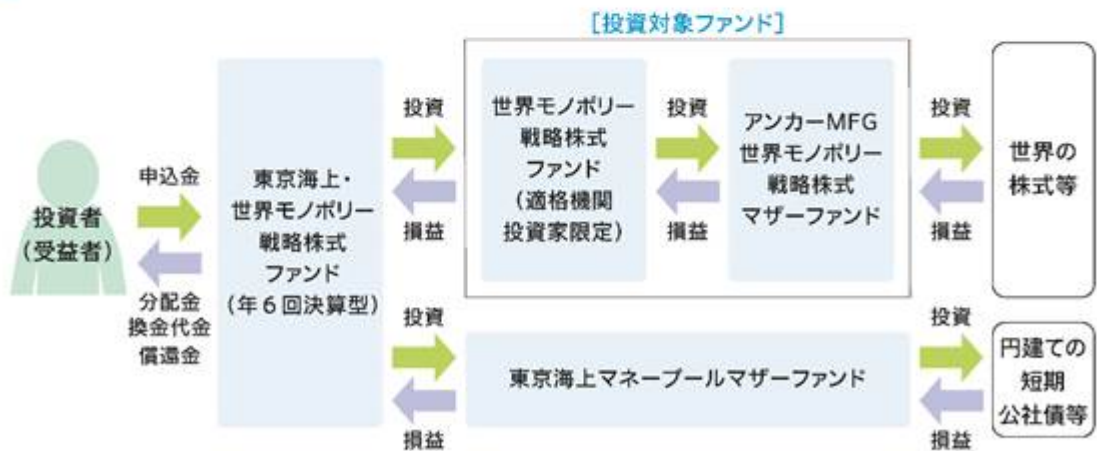 ［投資対象ファンド］
投資者
（受益者）
申込金
分配金
換金代金
償還金
東京海上・
世界モノポリー
戦略株式
ファンド
（年６回決算型）
投資
損益
世界モノポリー
戦略株式
ファンド
（適格機関
投資家限定）
投資
損益
アンカーMFG
世界モノポリー
戦略株式
マザーファンド
投資
損益
世界の
株式等
投資
損益
東京海上マネープールマザーファンド
投資
損益
円建ての
短期
公社債等